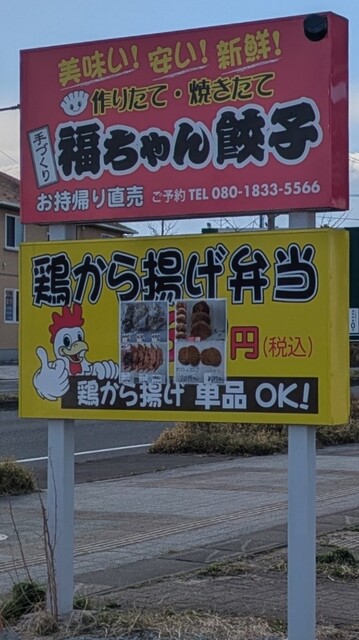 美味い! 安い! 新鮮!
作りたて・焼きたて
手づくり
福ちゃん餃子
お持帰り直売 ご予約 TEL 080-1833-5566
鶏から揚げ弁当
円(税込)
鶏から揚げ 単品 OK!